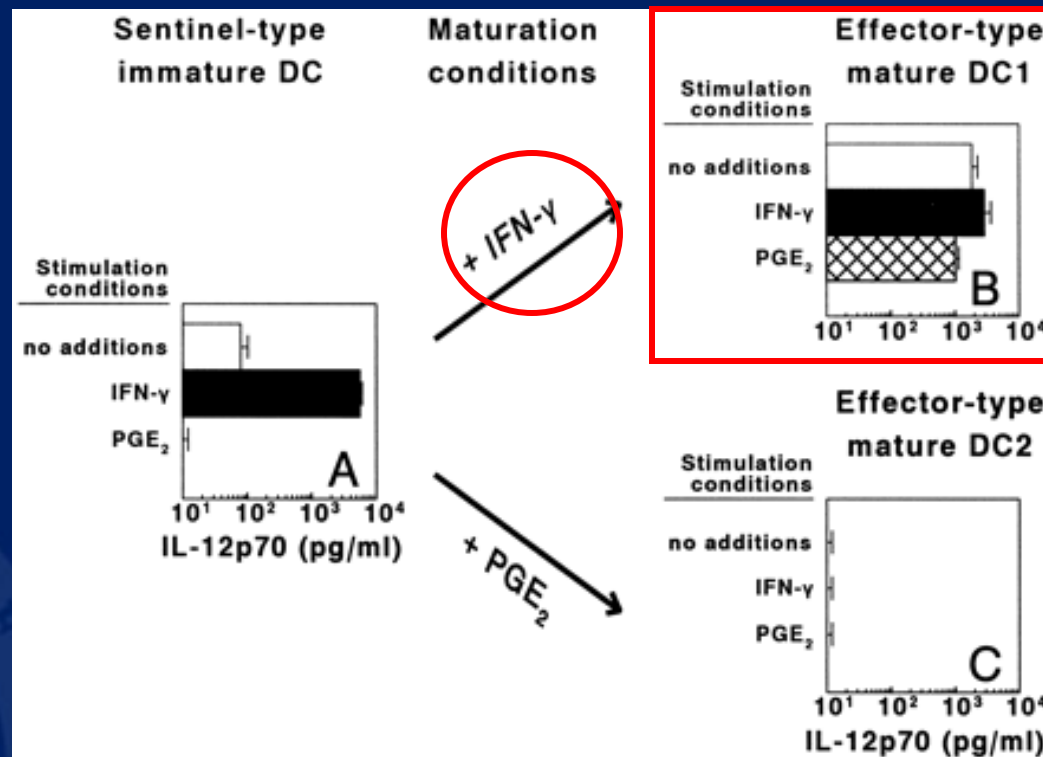 Sentinel-type
immature DC
Maturation
conditions
Effector-type
mature DC1
Stimulation
conditions
no additions
IFN-γ
PGE₂
B
10¹ 10² 10³ 10⁴
+ IFN-γ
Stimulation
conditions
no additions
IFN-γ
PGE₂
A
10¹ 10² 10³ 10⁴
IL-12p70 (pg/ml)
+ PGE₂
Effector-type
mature DC2
Stimulation
conditions
no additions
IFN-γ
PGE₂
C
10¹ 10² 10³ 10⁴
IL-12p70 (pg/ml)